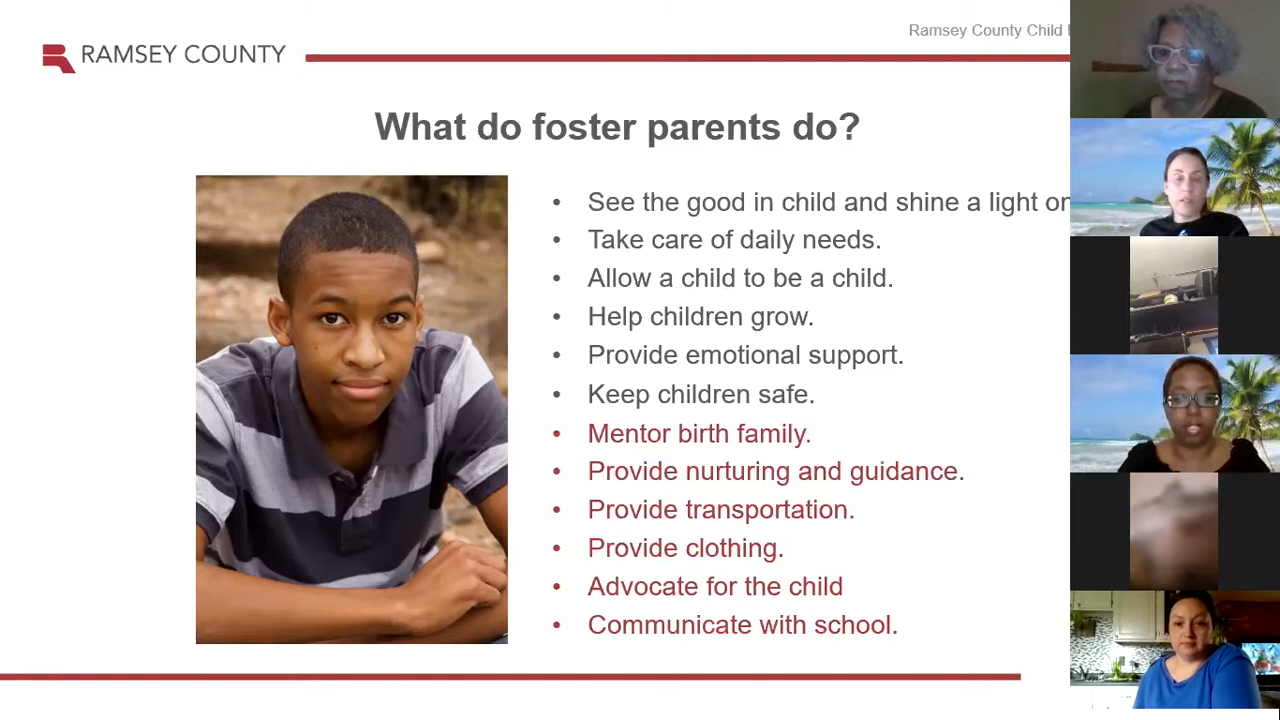 Ramsey County Child
RAMSEY COUNTY
What do foster parents do?
• See the good in child and shine a light on
• Take care of daily needs.
• Allow a child to be a child.
• Help children grow.
• Provide emotional support.
• Keep children safe.
• Mentor birth family.
• Provide nurturing and guidance.
• Provide transportation.
• Provide clothing.
• Advocate for the child
• Communicate with school.